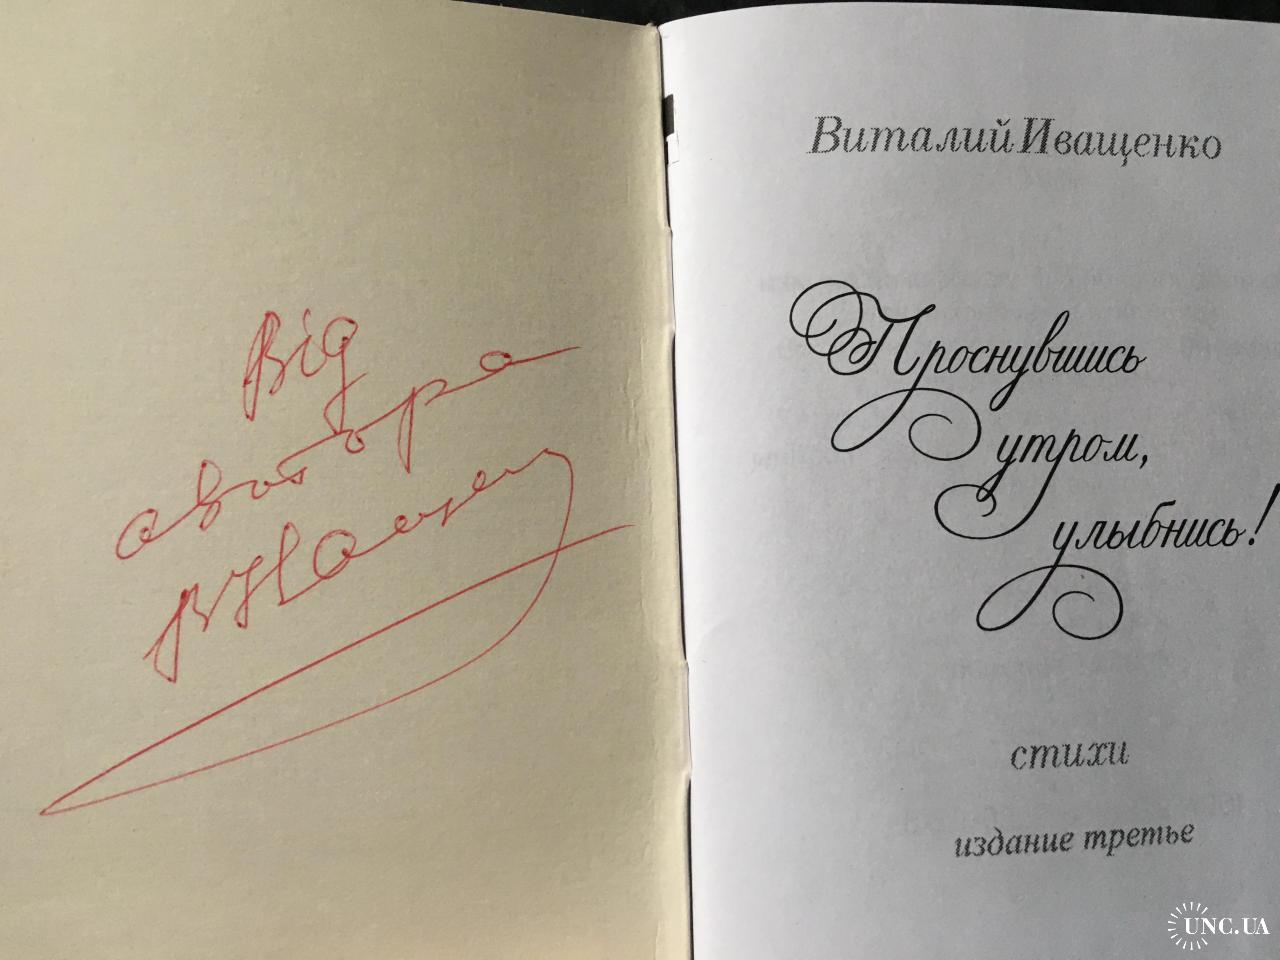 Від
автора
Виталий Иващенко
Проснувшись
утром,
улыбнись!
стихи
издание третье
UNC.UA